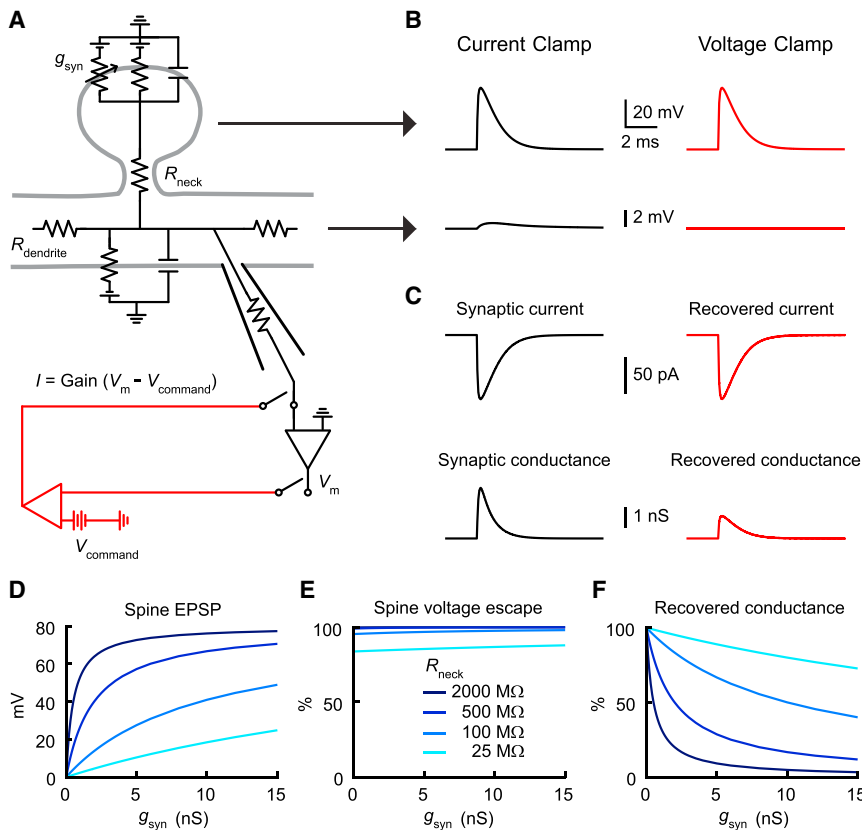 A
g_syn
R_neck
R_dendrite
I = Gain (V_m − V_command)
V_m
V_command
B
Current Clamp
Voltage Clamp
20 mV
2 ms
2 mV
C
Synaptic current
Recovered current
50 pA
Synaptic conductance
Recovered conductance
1 nS
D
Spine EPSP
80
60
40
20
0
mV
0 5 10 15
g_syn (nS)
E
Spine voltage escape
100
50
0
%
R_neck
2000 MΩ
500 MΩ
100 MΩ
25 MΩ
0 5 10 15
g_syn (nS)
F
Recovered conductance
100
50
0
%
0 5 10 15
g_syn (nS)